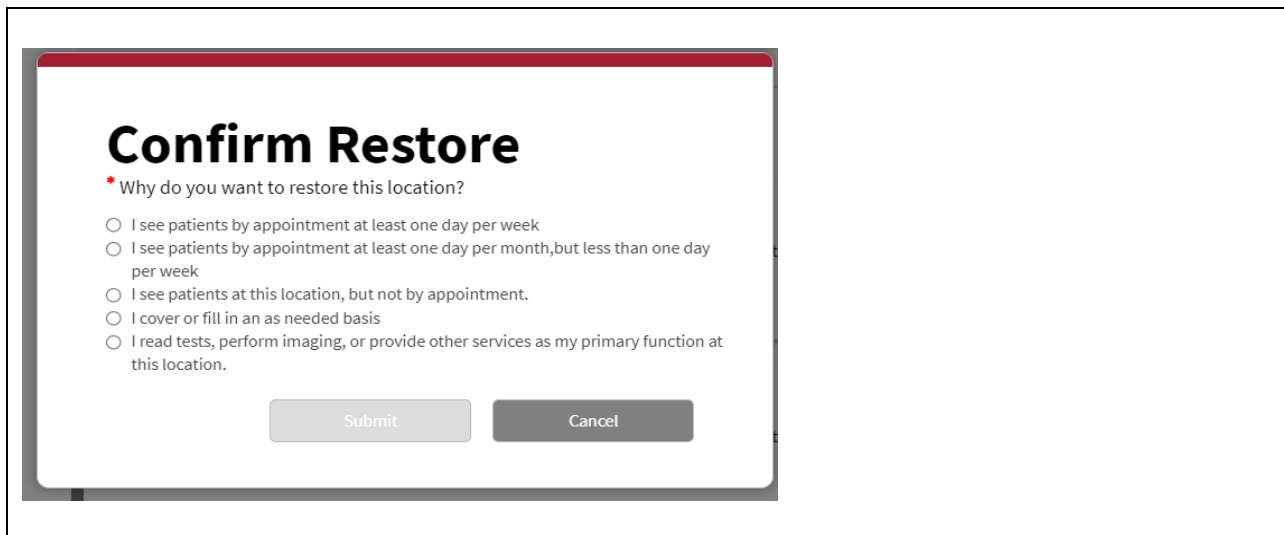 Confirm Restore
* Why do you want to restore this location?
I see patients by appointment at least one day per week
I see patients by appointment at least one day per month,but less than one day
per week
I see patients at this location, but not by appointment.
I cover or fill in an as needed basis
I read tests, perform imaging, or provide other services as my primary function at
this location.
Submit Cancel